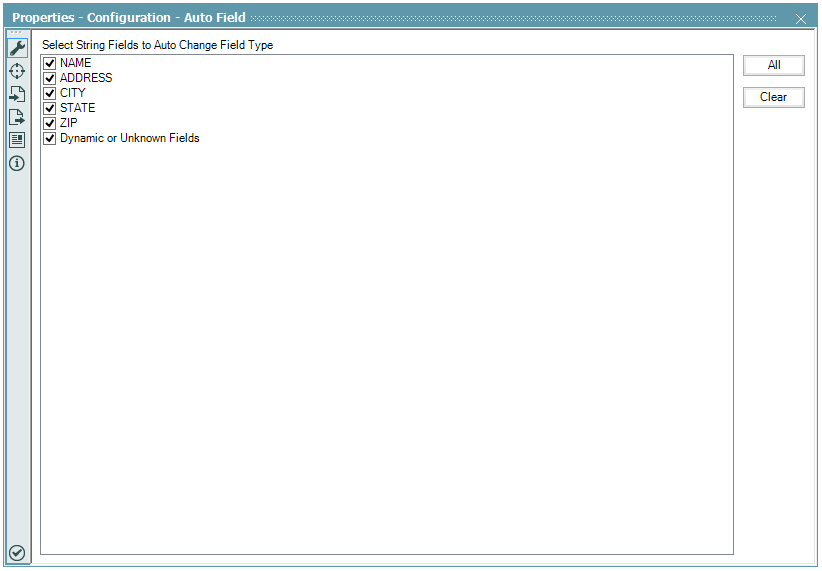 Properties - Configuration - Auto Field
Select String Fields to Auto Change Field Type
NAME
ADDRESS
CITY
STATE
ZIP
Dynamic or Unknown Fields
All
Clear